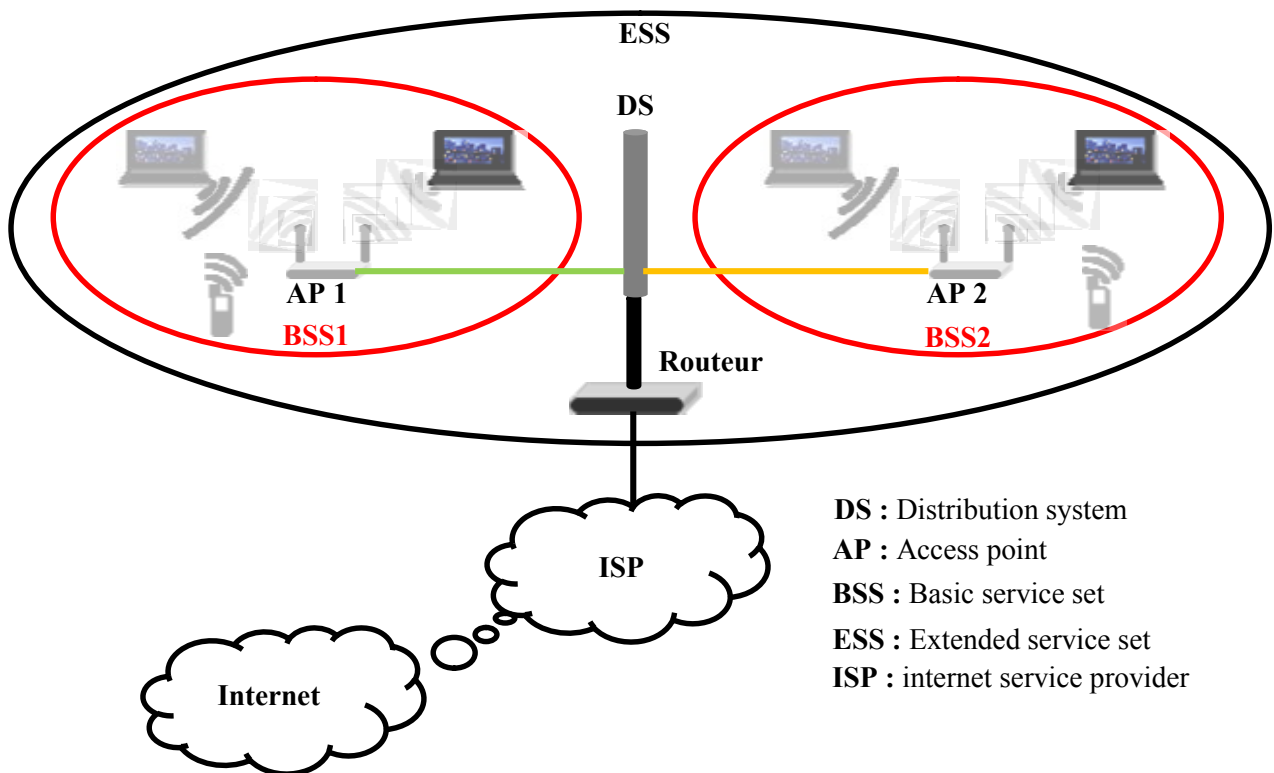 ESS
DS
AP 1
BSS1
AP 2
BSS2
Routeur
ISP
Internet
DS : Distribution system
AP : Access point
BSS : Basic service set
ESS : Extended service set
ISP : internet service provider